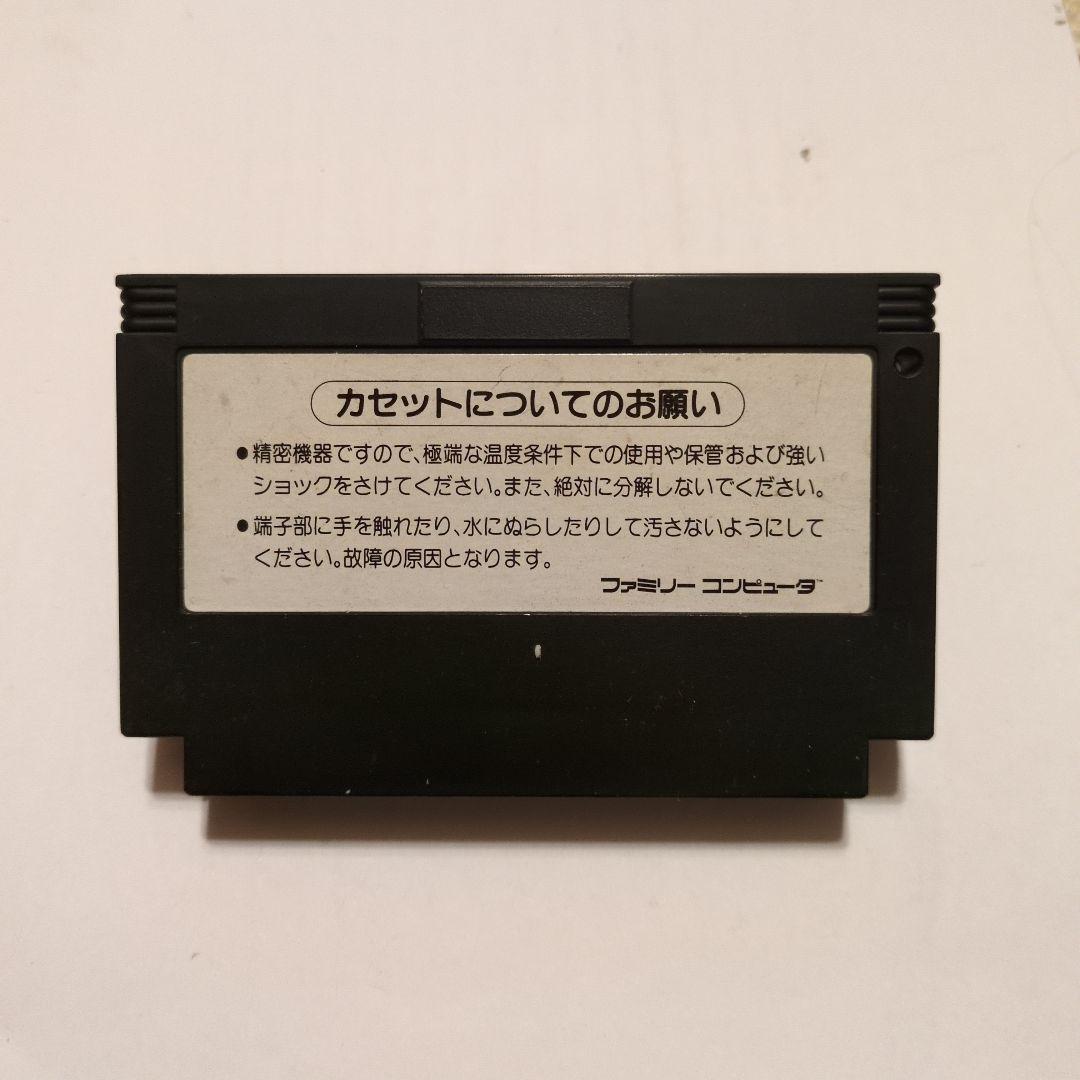 カセットについてのお願い
●精密機器ですので、極端な温度条件下での使用や保管および強い
ショックをさけてください。また、絶対に分解しないでください。
●端子部に手を触れたり、水にぬらしたりして汚さないようにして
ください。故障の原因となります。
ファミリー コンピュータ™